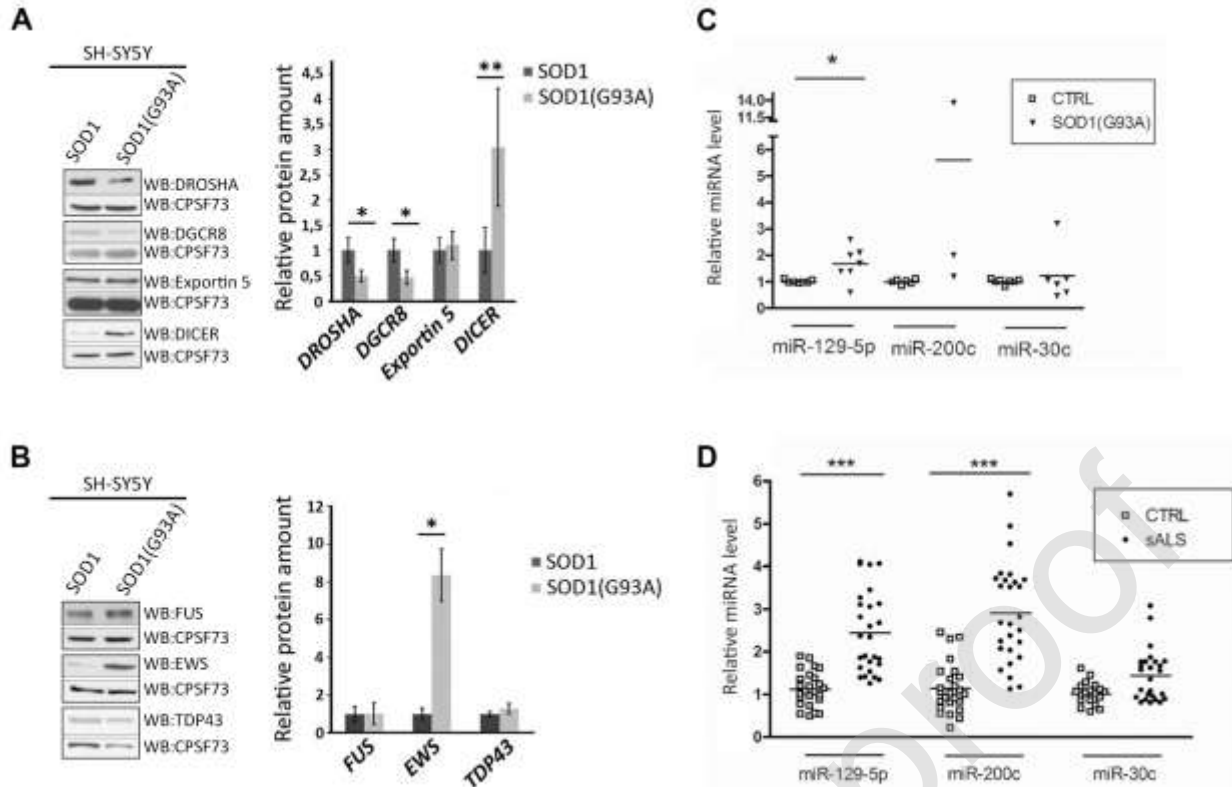 A
SH-SY5Y
SOD1
SOD1(G93A)
WB:DROSHA
WB:CPSF73
WB:DGCR8
WB:CPSF73
WB:Exportin 5
WB:CPSF73
WB:DICER
WB:CPSF73
Relative protein amount
4,5
4
3,5
3
2,5
2
1,5
1
0,5
0
*
*
**
SOD1
SOD1(G93A)
DROSHA
DGCR8
Exportin 5
DICER
C
Relative miRNA level
14.0
11.5
6
5
4
3
2
1
0
*
CTRL
SOD1(G93A)
miR-129-5p
miR-200c
miR-30c
B
SH-SY5Y
SOD1
SOD1(G93A)
WB:FUS
WB:CPSF73
WB:EWS
WB:CPSF73
WB:TDP43
WB:CPSF73
Relative protein amount
12
10
8
6
4
2
0
*
SOD1
SOD1(G93A)
FUS
EWS
TDP43
D
Relative miRNA level
6
5
4
3
2
1
0
***
***
CTRL
sALS
miR-129-5p
miR-200c
miR-30c
proof